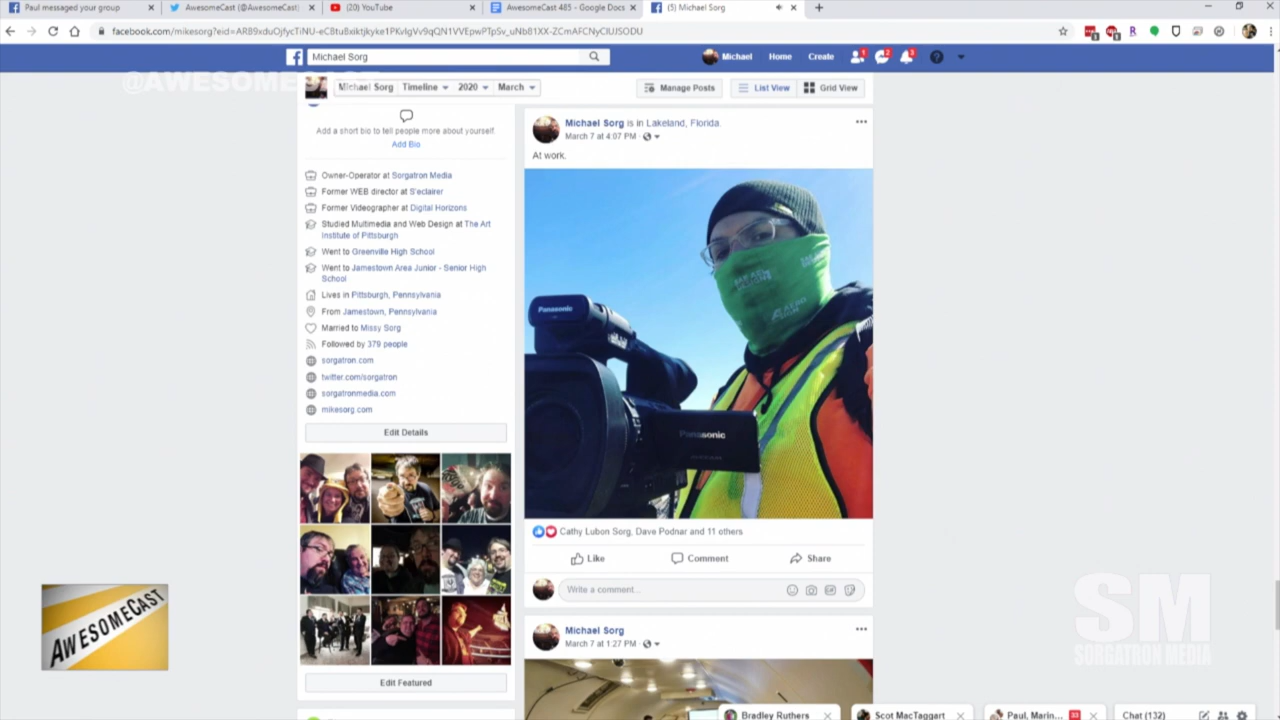 Paul messaged your group
AwesomeCast (@AwesomeCast)
(20) YouTube
AwesomeCast 485 - Google Docs
(5) Michael Sorg
Michael Sorg
Michael
Home
Create
1
2
3
@AWESOMECAST
Michael Sorg
Timeline
2020
March
Manage Posts
List View
Grid View
Add a short bio to tell people more about yourself.
Add Bio
Owner-Operator at Sorgatron Media
Former WEB director at S'eclairer
Former Videographer at Digital Horizons
Studied Multimedia and Web Design at The Art
Institute of Pittsburgh
Went to Greenville High School
Went to Jamestown Area Junior - Senior High
School
Lives in Pittsburgh, Pennsylvania
From Jamestown, Pennsylvania
Married to Missy Sorg
Followed by 379 people
sorgatron.com
twitter.com/sorgatron
sorgatronmedia.com
mikesorg.com
Edit Details
Edit Featured
Michael Sorg is in Lakeland, Florida.
March 7 at 4:07 PM
At work.
Panasonic
Panasonic
Cathy Lubon Sorg, Dave Podnar and 11 others
Like
Comment
Share
Write a comment...
Michael Sorg
March 7 at 1:27 PM
AWESOMECAST
SM
SORGATRON MEDIA
Bradley Ruthers
Scot MacTaggart
Paul, Marin...
33
Chat (132)